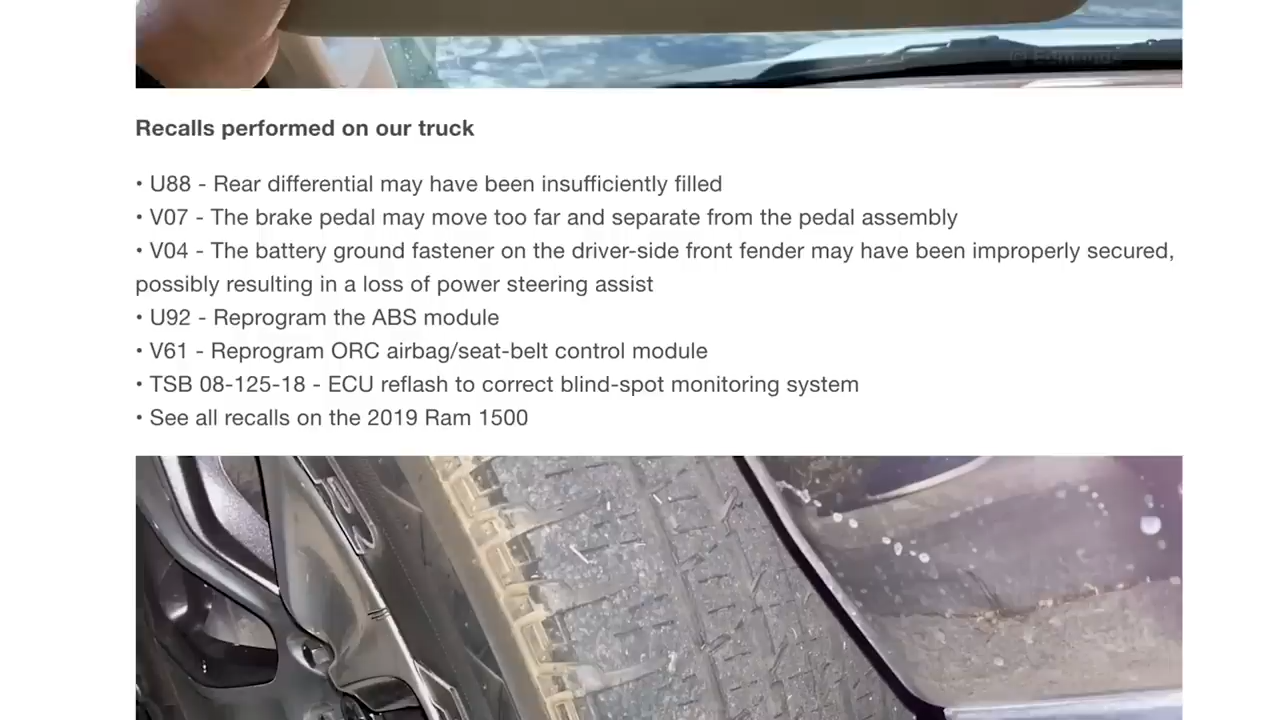 © Edmunds
Recalls performed on our truck
• U88 - Rear differential may have been insufficiently filled
• V07 - The brake pedal may move too far and separate from the pedal assembly
• V04 - The battery ground fastener on the driver-side front fender may have been improperly secured,
possibly resulting in a loss of power steering assist
• U92 - Reprogram the ABS module
• V61 - Reprogram ORC airbag/seat-belt control module
• TSB 08-125-18 - ECU reflash to correct blind-spot monitoring system
• See all recalls on the 2019 Ram 1500